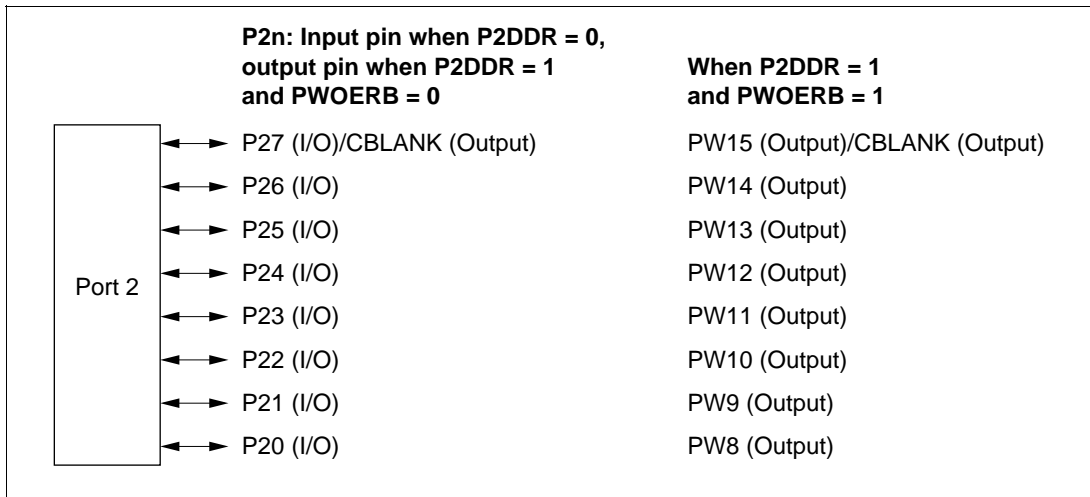 P2n: Input pin when P2DDR = 0,
output pin when P2DDR = 1
and PWOERB = 0
When P2DDR = 1
and PWOERB = 1
Port 2
P27 (I/O)/CBLANK (Output) PW15 (Output)/CBLANK (Output)
P26 (I/O) PW14 (Output)
P25 (I/O) PW13 (Output)
P24 (I/O) PW12 (Output)
P23 (I/O) PW11 (Output)
P22 (I/O) PW10 (Output)
P21 (I/O) PW9 (Output)
P20 (I/O) PW8 (Output)